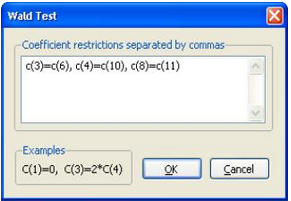 Wald Test
Coefficient restrictions separated by commas
c(3)=c(6), c(4)=c(10), c(8)=c(11)
Examples
C(1)=0, C(3)=2*C(4)
OK
Cancel